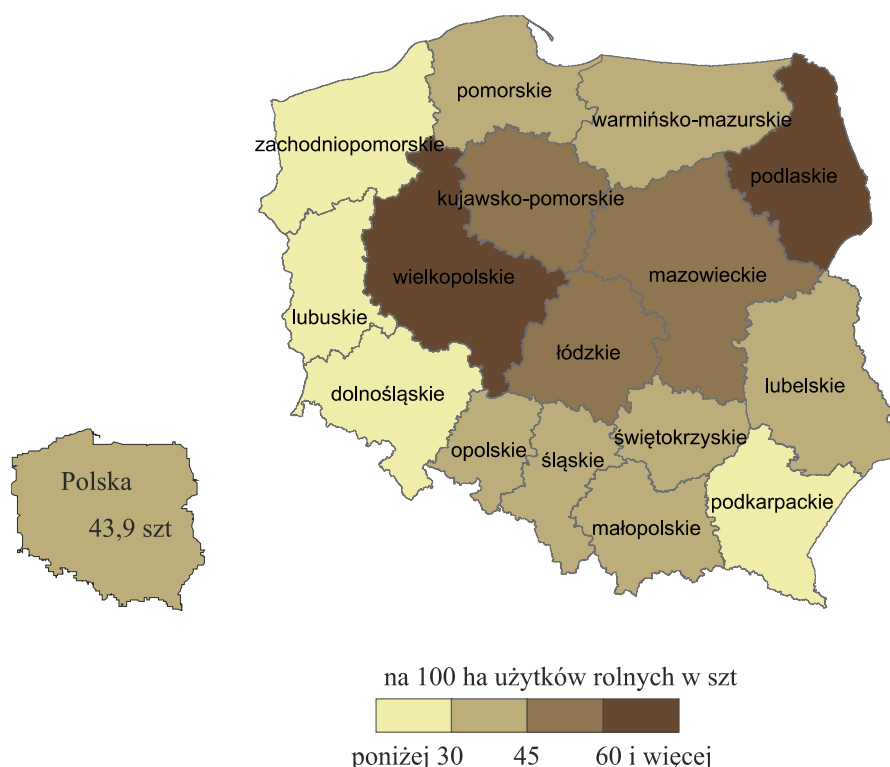 pomorskie
warmińsko-mazurskie
zachodniopomorskie
podlaskie
kujawsko-pomorskie
wielkopolskie
mazowieckie
lubuskie
łódzkie
lubelskie
dolnośląskie
świętokrzyskie
opolskie
śląskie
podkarpackie
małopolskie
Polska
43,9 szt
na 100 ha użytków rolnych w szt
poniżej 30 45 60 i więcej